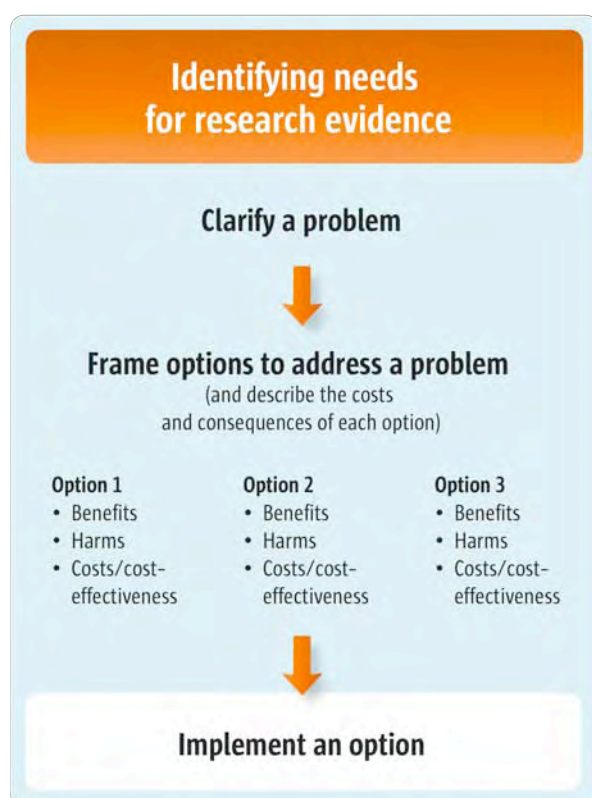 Identifying needs
for research evidence
Clarify a problem
Frame options to address a problem
(and describe the costs
and consequences of each option)
Option 1
• Benefits
• Harms
• Costs/cost-
effectiveness
Option 2
• Benefits
• Harms
• Costs/cost-
effectiveness
Option 3
• Benefits
• Harms
• Costs/cost-
effectiveness
Implement an option